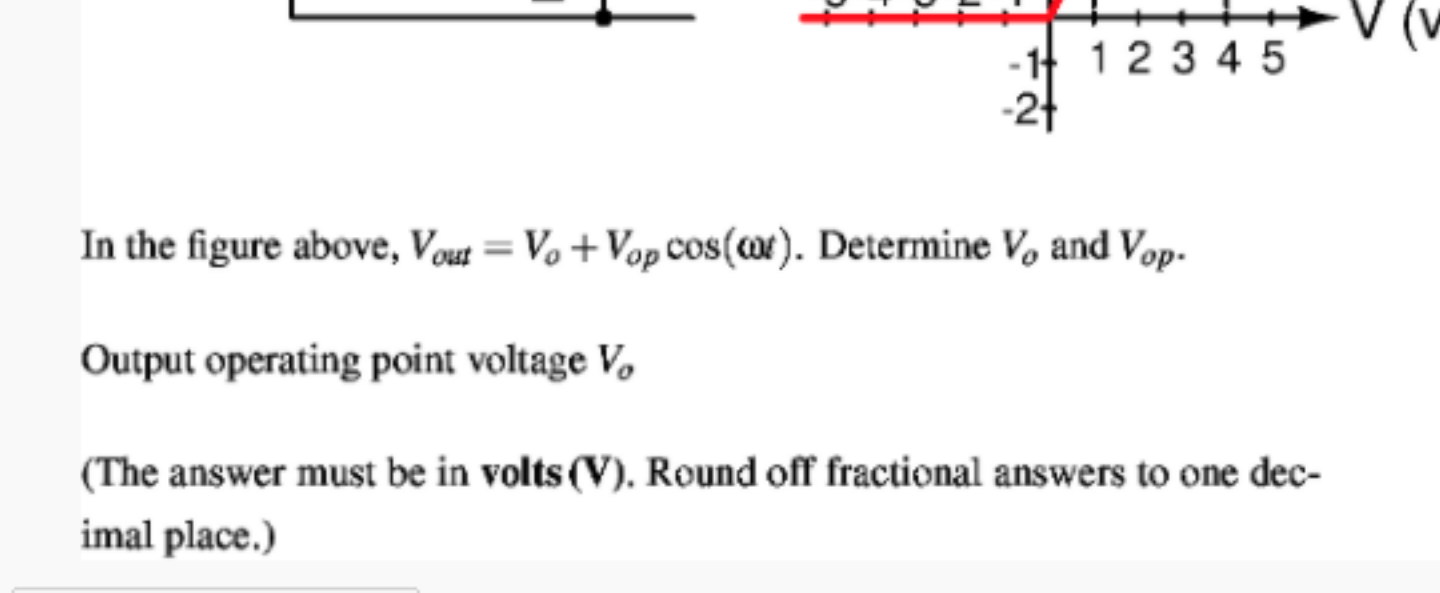 V (V
-1 1 2 3 4 5
-2
In the figure above, Vout = Vo + Vop cos(ωt). Determine Vo and Vop.
Output operating point voltage Vo
(The answer must be in volts (V). Round off fractional answers to one dec-
imal place.)